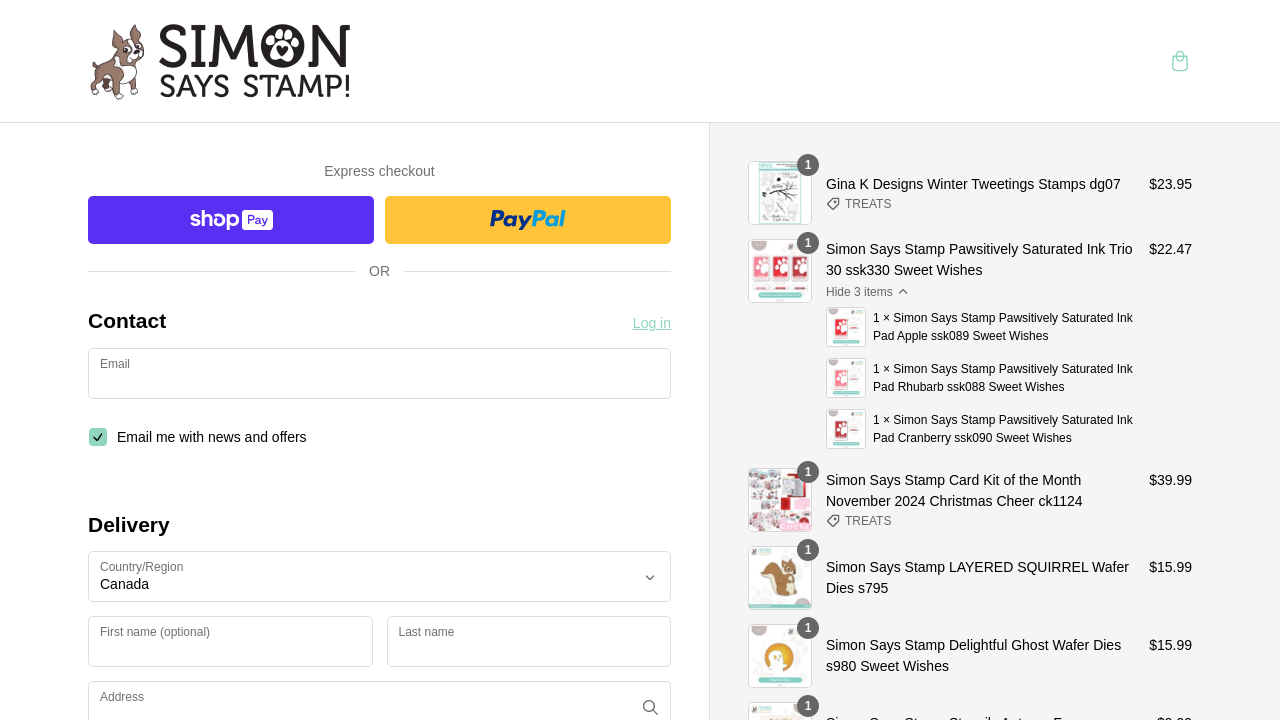 SIMON
SAYS STAMP!
Express checkout
shop Pay
PayPal
OR
Contact
Log in
Email
Email me with news and offers
Delivery
Country/Region
Canada
First name (optional)
Last name
Address
1
Gina K Designs Winter Tweetings Stamps dg07
$23.95
TREATS
1
Simon Says Stamp Pawsitively Saturated Ink Trio
30 ssk330 Sweet Wishes
$22.47
Hide 3 items
1 × Simon Says Stamp Pawsitively Saturated Ink
Pad Apple ssk089 Sweet Wishes
1 × Simon Says Stamp Pawsitively Saturated Ink
Pad Rhubarb ssk088 Sweet Wishes
1 × Simon Says Stamp Pawsitively Saturated Ink
Pad Cranberry ssk090 Sweet Wishes
1
Simon Says Stamp Card Kit of the Month
November 2024 Christmas Cheer ck1124
$39.99
TREATS
1
Simon Says Stamp LAYERED SQUIRREL Wafer
Dies s795
$15.99
1
Simon Says Stamp Delightful Ghost Wafer Dies
s980 Sweet Wishes
$15.99
1